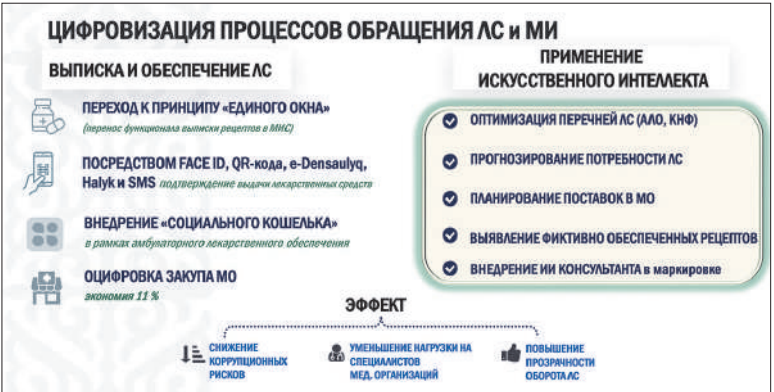 ЦИФРОВИЗАЦИЯ ПРОЦЕССОВ ОБРАЩЕНИЯ ЛС и МИ
ВЫПИСКА И ОБЕСПЕЧЕНИЕ ЛС
ПЕРЕХОД К ПРИНЦИПУ «ЕДИНОГО ОКНА»
(перенос функционала выписки рецептов в МИС)
ПОСРЕДСТВОМ FACE ID, QR-кода, e-Densaulyq,
Halyk и SMS подтверждение выдачи лекарственных средств
ВНЕДРЕНИЕ «СОЦИАЛЬНОГО КОШЕЛЬКА»
в рамках амбулаторного лекарственного обеспечения
ОЦИФРОВКА ЗАКУПА МО
экономия 11 %
ПРИМЕНЕНИЕ
ИСКУССТВЕННОГО ИНТЕЛЛЕКТА
ОПТИМИЗАЦИЯ ПЕРЕЧНЕЙ ЛС (АЛО, КНФ)
ПРОГНОЗИРОВАНИЕ ПОТРЕБНОСТИ ЛС
ПЛАНИРОВАНИЕ ПОСТАВОК В МО
ВЫЯВЛЕНИЕ ФИКТИВНО ОБЕСПЕЧЕННЫХ РЕЦЕПТОВ
ВНЕДРЕНИЕ ИИ КОНСУЛЬТАНТА в маркировке
ЭФФЕКТ
СНИЖЕНИЕ
КОРРУПЦИОННЫХ
РИСКОВ
УМЕНЬШЕНИЕ НАГРУЗКИ НА
СПЕЦИАЛИСТОВ
МЕД. ОРГАНИЗАЦИЙ
ПОВЫШЕНИЕ
ПРОЗРАЧНОСТИ
ОБОРОТА ЛС